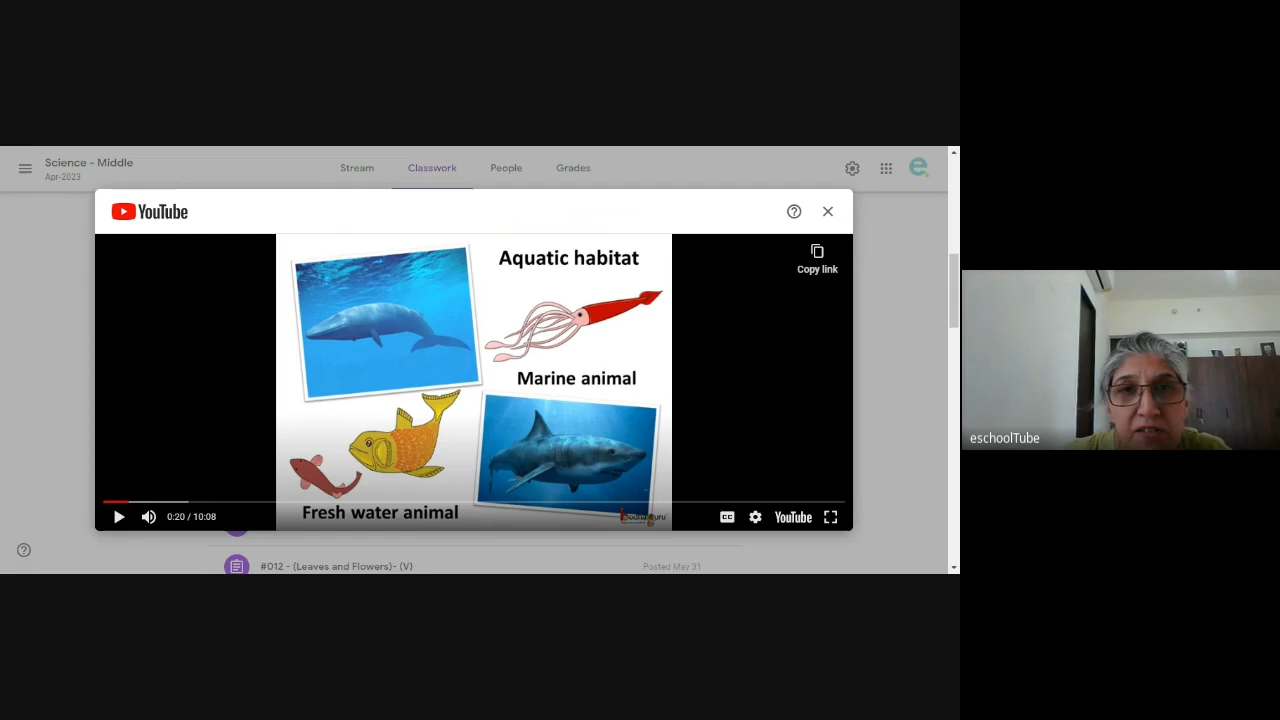 Science - Middle
Apr-2023
Stream
Classwork
People
Grades
YouTube
Copy link
Aquatic habitat
Marine animal
Fresh water animal
0:20 / 10:08
CC
YouTube
#012 - (Leaves and Flowers)- (V)
Posted May 31
eschoolTube